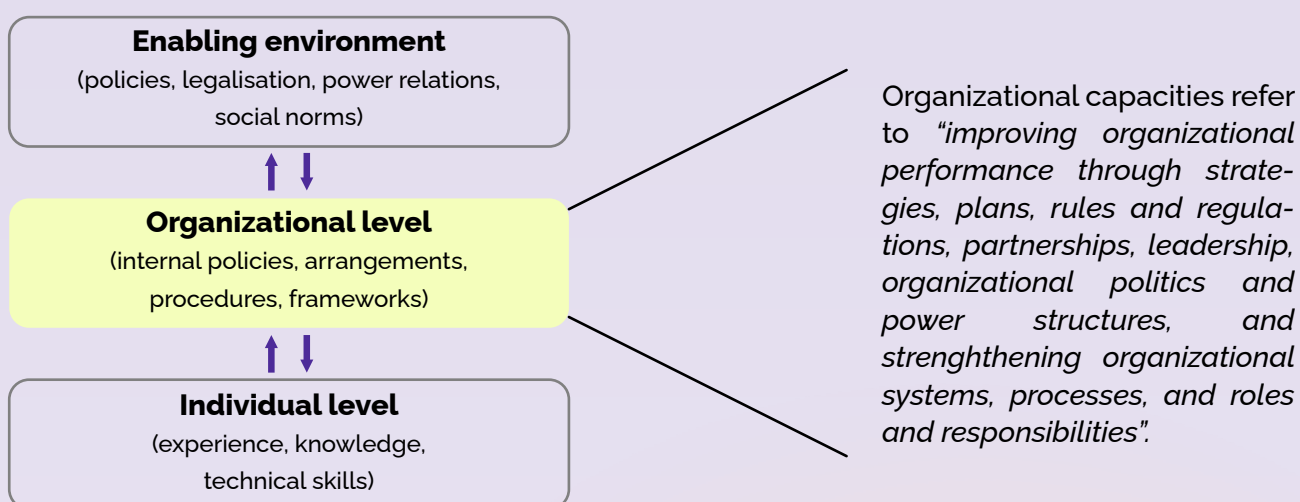 Enabling environment
(policies, legalisation, power relations,
social norms)
Organizational level
(internal policies, arrangements,
procedures, frameworks)
Individual level
(experience, knowledge,
technical skills)
Organizational capacities refer
to “improving organizational
performance through strate-
gies, plans, rules and regula-
tions, partnerships, leadership,
organizational politics and
power structures, and
strenghthening organizational
systems, processes, and roles
and responsibilities”.